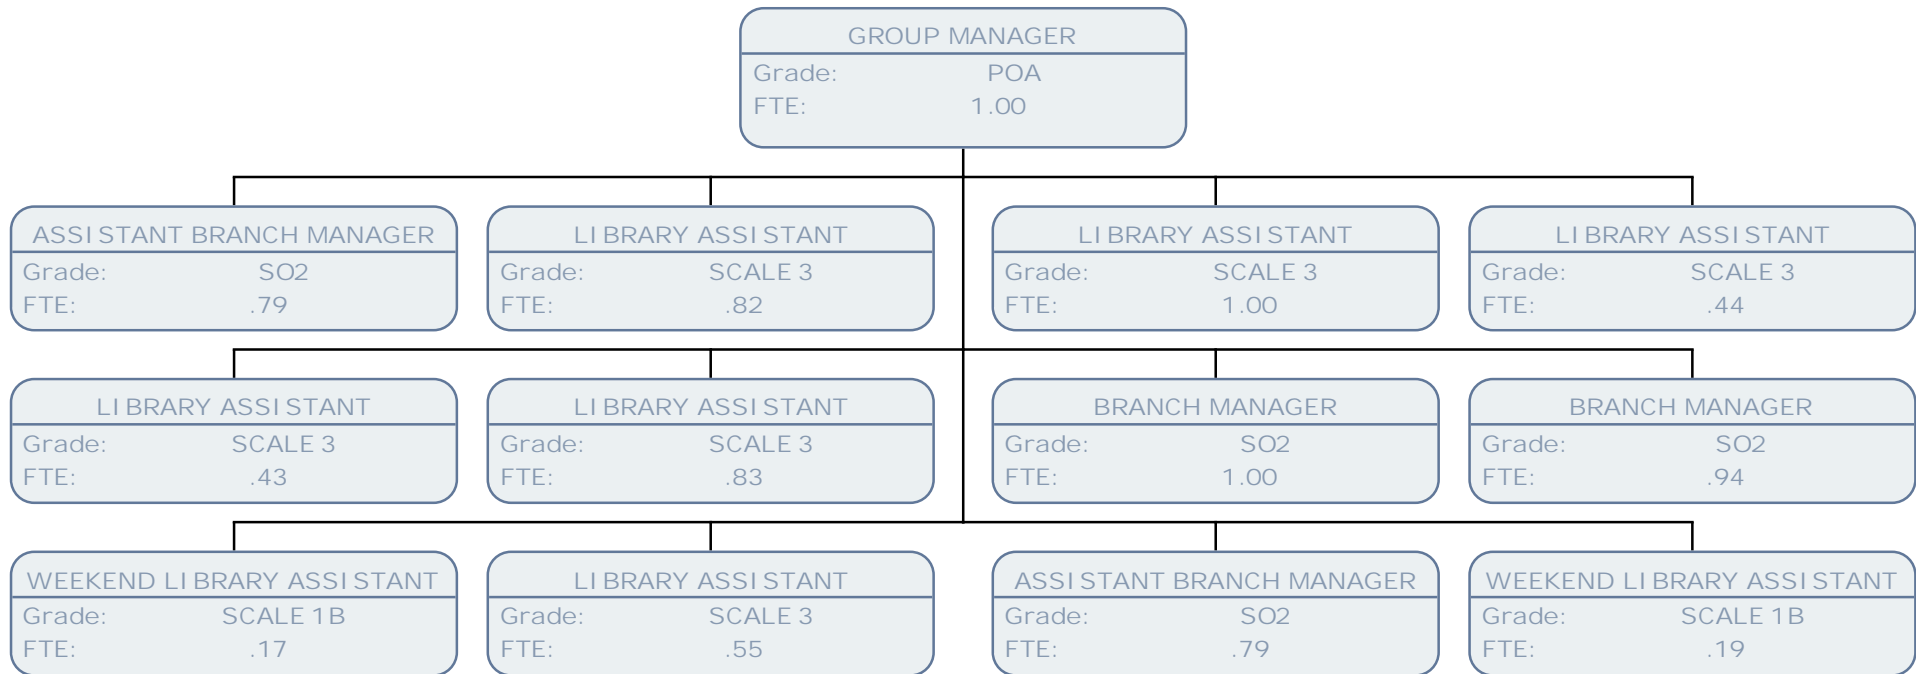 GROUP MANAGER
Grade: POA
FTE: 1.00
ASSISTANT BRANCH MANAGER
Grade: SO2
FTE: .79
LIBRARY ASSISTANT
Grade: SCALE 3
FTE: .82
LIBRARY ASSISTANT
Grade: SCALE 3
FTE: 1.00
LIBRARY ASSISTANT
Grade: SCALE 3
FTE: .44
LIBRARY ASSISTANT
Grade: SCALE 3
FTE: .43
LIBRARY ASSISTANT
Grade: SCALE 3
FTE: .83
BRANCH MANAGER
Grade: SO2
FTE: 1.00
BRANCH MANAGER
Grade: SO2
FTE: .94
WEEKEND LIBRARY ASSISTANT
Grade: SCALE 1B
FTE: .17
LIBRARY ASSISTANT
Grade: SCALE 3
FTE: .55
ASSISTANT BRANCH MANAGER
Grade: SO2
FTE: .79
WEEKEND LIBRARY ASSISTANT
Grade: SCALE 1B
FTE: .19